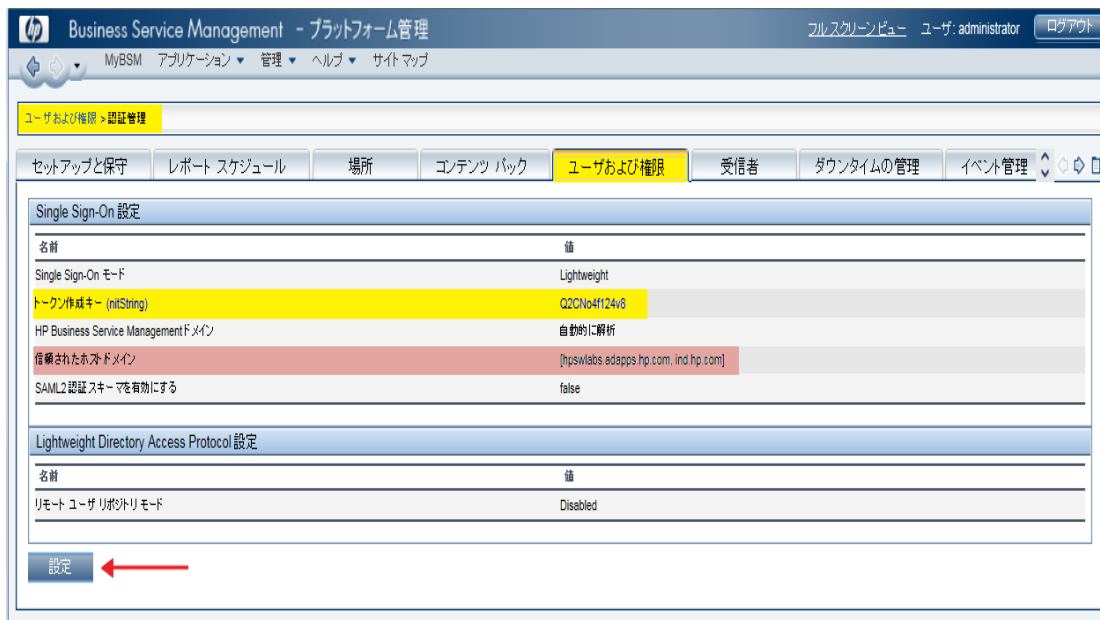 hp Business Service Management - プラットフォーム管理 フル スクリーン ビュー ユーザ: administrator ログアウト
MyBSM アプリケーション 管理 ヘルプ サイト マップ
ユーザおよび権限 > 認証管理
セットアップと保守 レポート スケジュール 場所 コンテンツ パック ユーザおよび権限 受信者 ダウンタイムの管理 イベント管理
Single Sign-On 設定
名前 値
Single Sign-On モード Lightweight
トークン作成キー (nitString) Q2CNo4f124v8
HP Business Service Managementドメイン 自動的に解析
信頼されたホストドメイン [hpswlabs.adapps.hp.com, ind.hp.com]
SAML2 認証 スキーマを有効にする false
Lightweight Directory Access Protocol 設定
名前 値
リモート ユーザ リポジトリ モード Disabled
設定